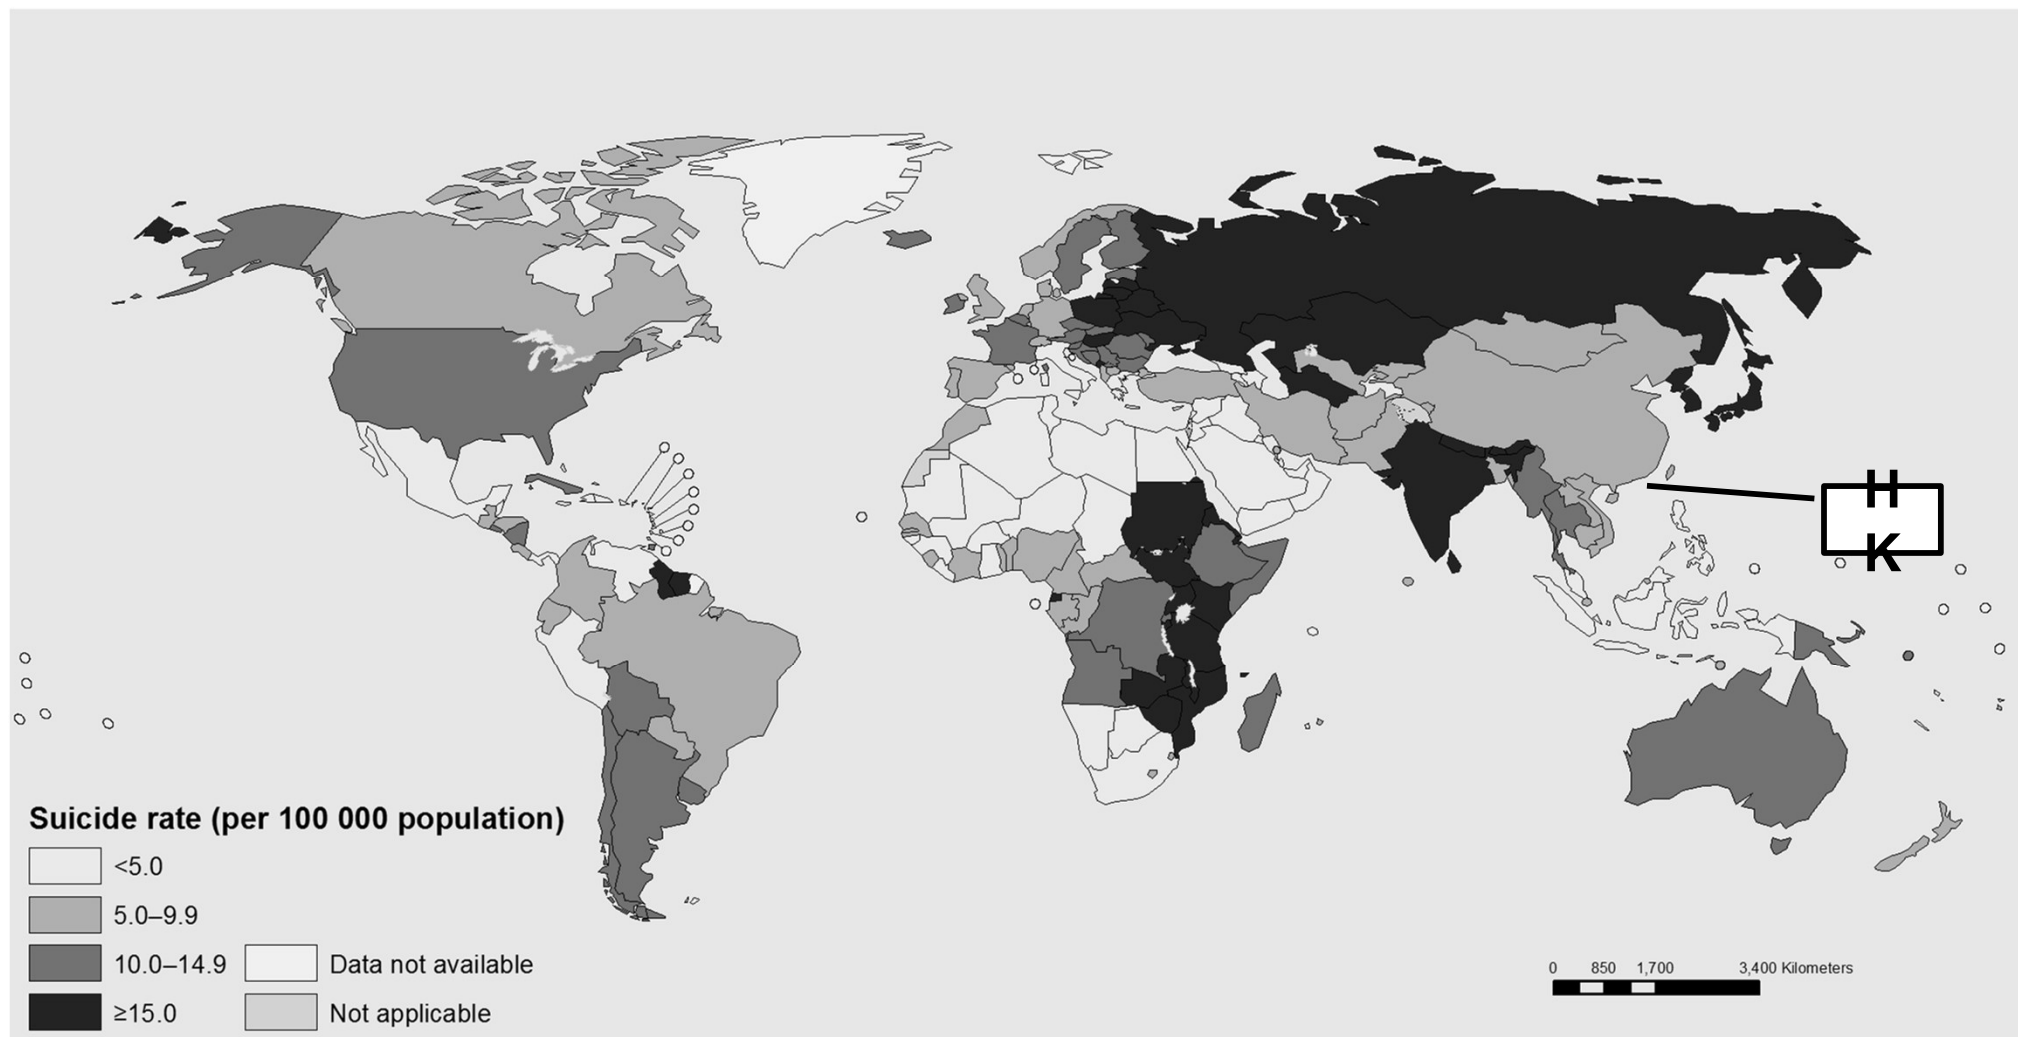 H
K
Suicide rate (per 100 000 population)
<5.0
5.0–9.9
10.0–14.9
≥15.0
Data not available
Not applicable
0 850 1,700 3,400 Kilometers